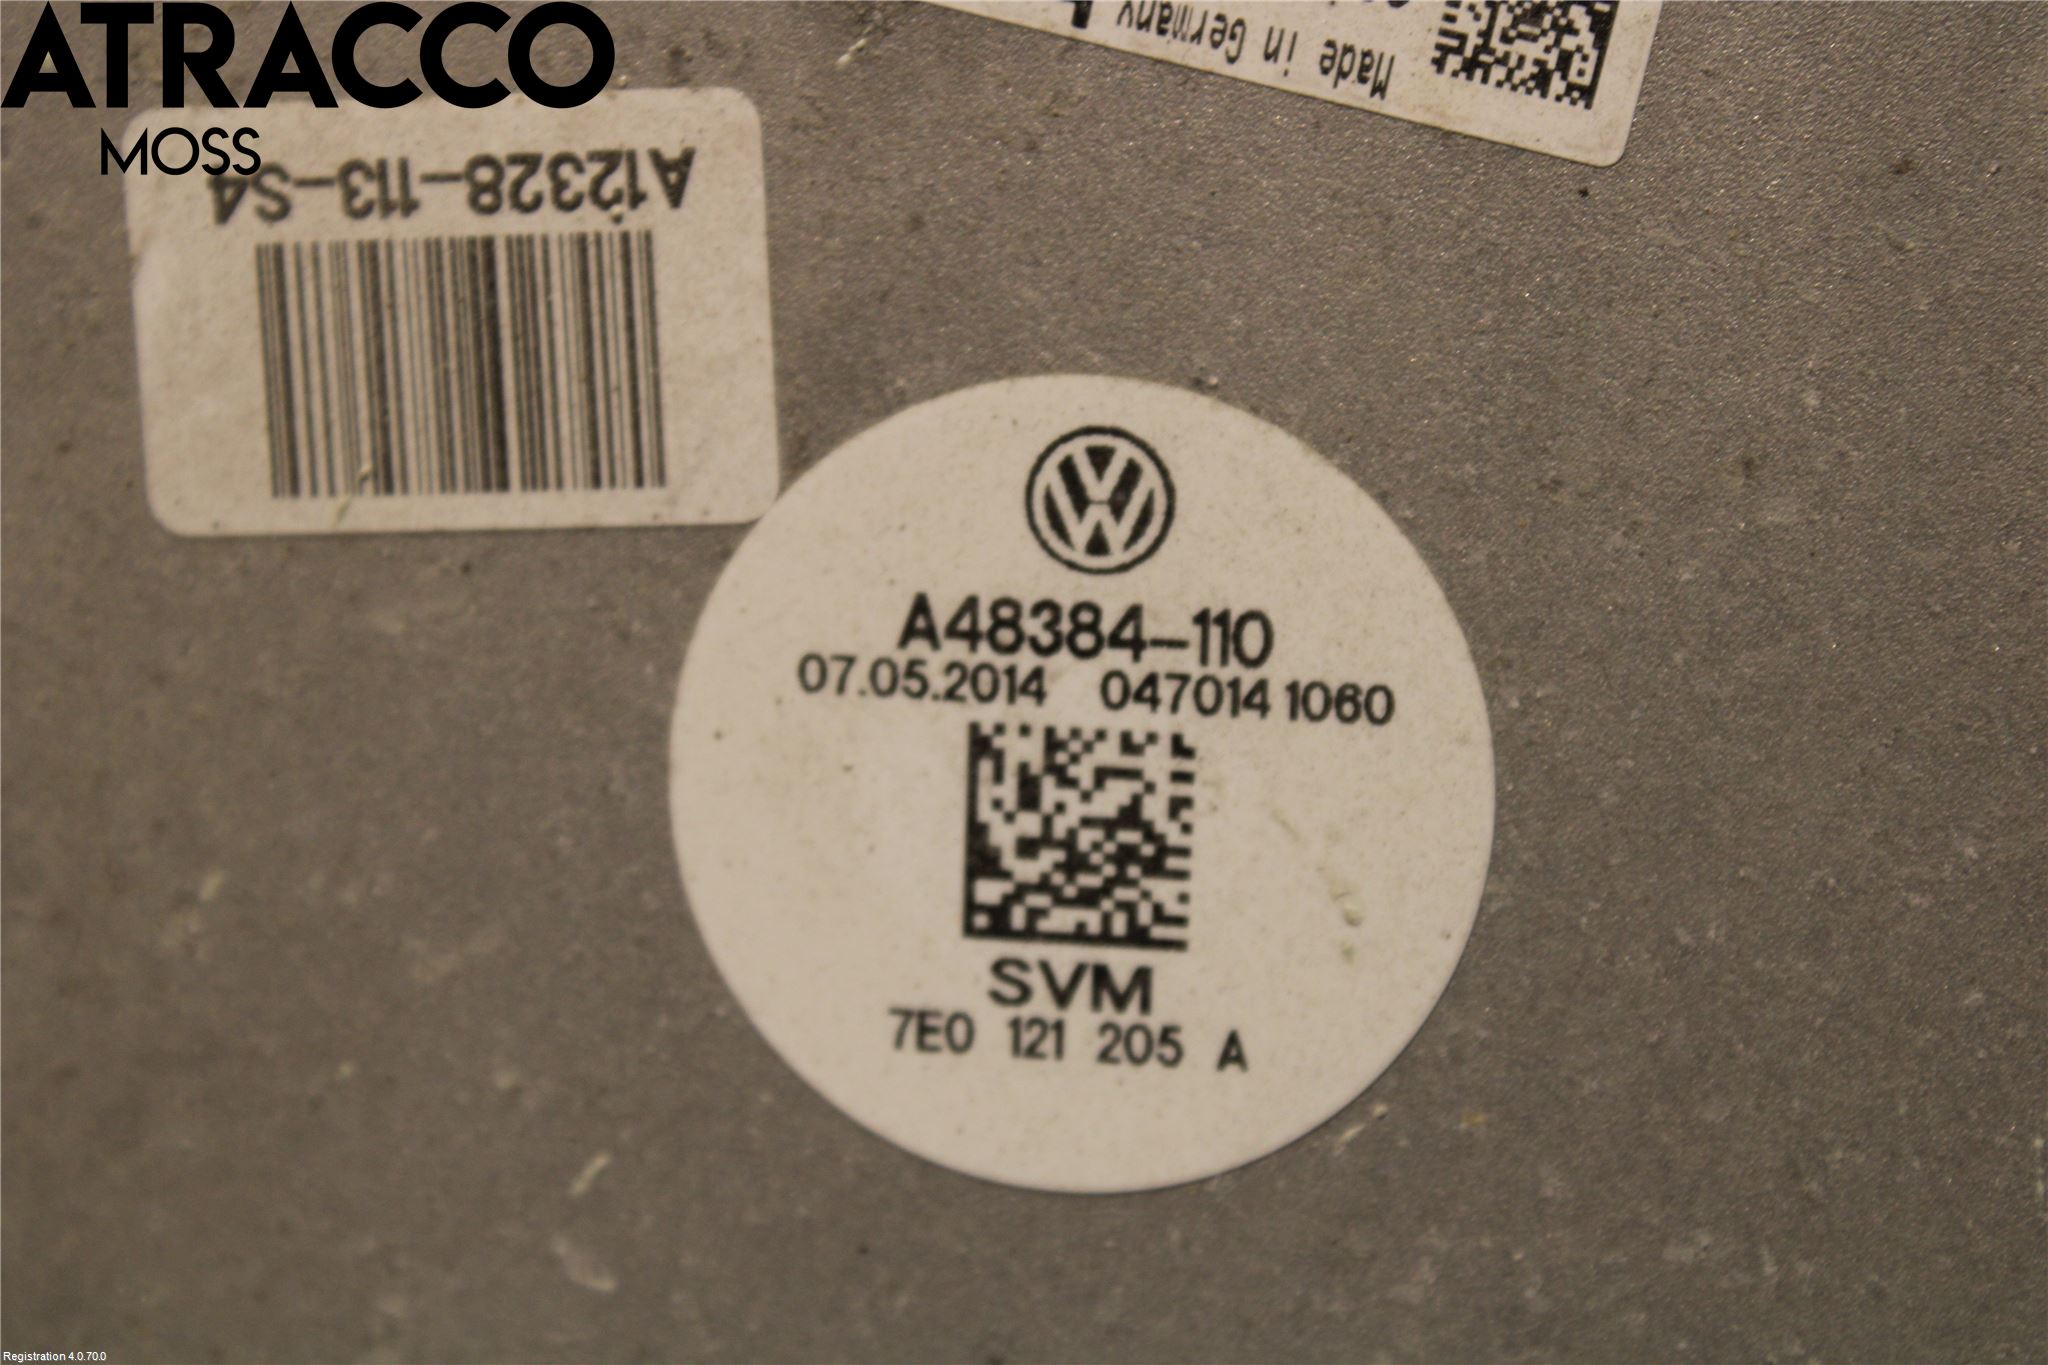 ATRACCO
MOSS
Made in Germany
A12328-113-S4
A48384-110
07.05.2014 047014 1060
SVM
7E0 121 205 A
Registration 4.0.70.0